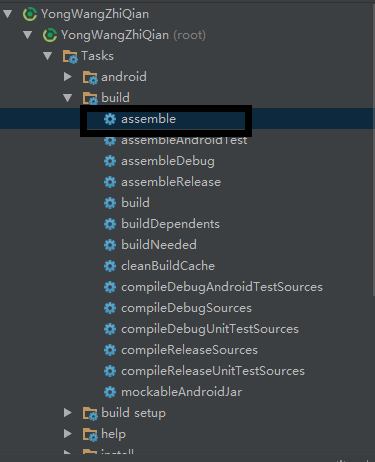 YongWangZhiQian
YongWangZhiQian (root)
Tasks
android
build
assemble
assembleAndroidTest
assembleDebug
assembleRelease
build
buildDependents
buildNeeded
cleanBuildCache
compileDebugAndroidTestSources
compileDebugSources
compileDebugUnitTestSources
compileReleaseSources
compileReleaseUnitTestSources
mockableAndroidJar
build setup
help
install